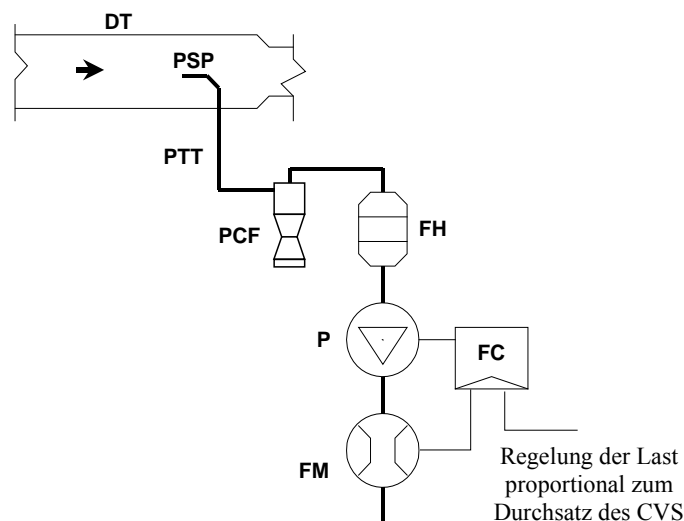 DT
PSP
PTT
PCF
FH
P
FC
FM
Regelung der Last
proportional zum
Durchsatz des CVS